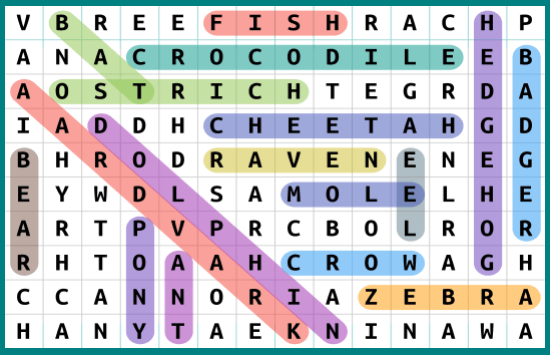 V B R E E F I S H R A C H P
A N A C R O C O D I L E E B
A O S T R I C H T E G R D A
I A D D H C H E E T A H G D
B H R O D R A V E N E N E G
E Y W D L S A M O L E L H E
A R T P V P R C B O L R O R
R H T O A A H C R O W A G H
C C A N N O R I A Z E B R A
H A N Y T A E K N I N A W A